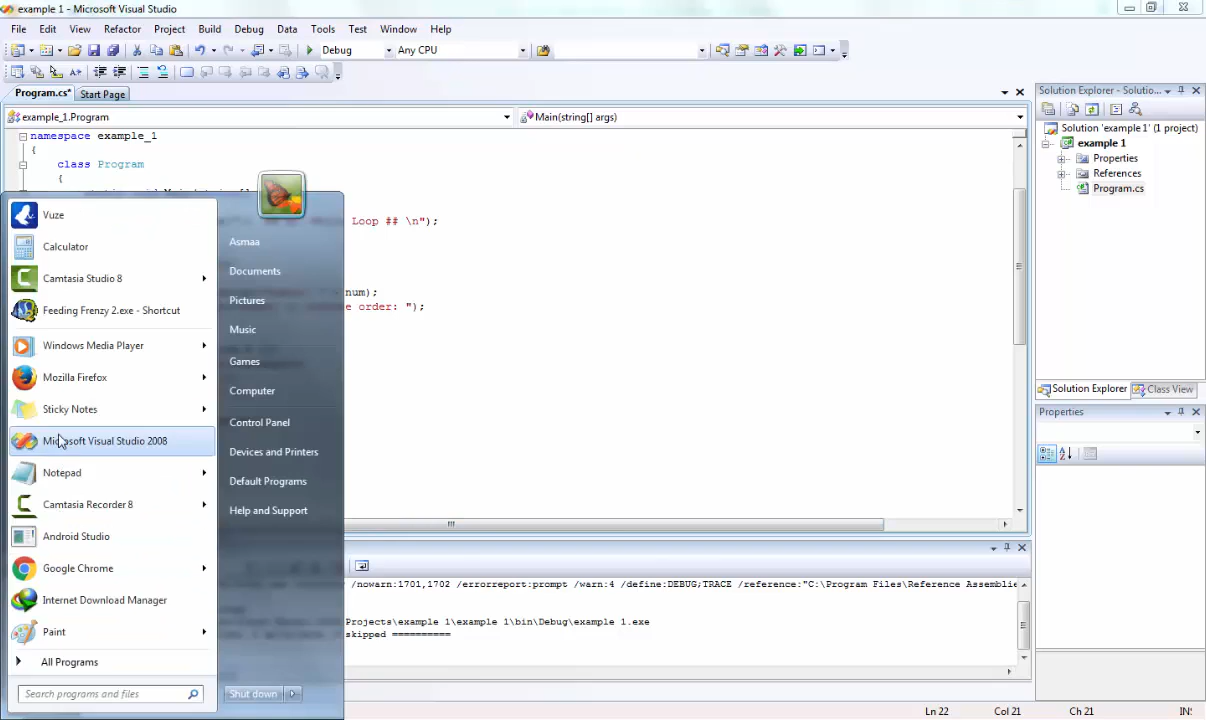 example 1 - Microsoft Visual Studio
File Edit View Refactor Project Build Debug Data Tools Test Window Help
Debug Any CPU
Program.cs* Start Page
example_1.Program Main(string[] args)
namespace example_1
{
class Program
{
Loop ## \n");
num);
order: ");
Vuze
Calculator
Camtasia Studio 8
Feeding Frenzy 2.exe - Shortcut
Windows Media Player
Mozilla Firefox
Sticky Notes
Microsoft Visual Studio 2008
Notepad
Camtasia Recorder 8
Android Studio
Google Chrome
Internet Download Manager
Paint
All Programs
Search programs and files
Asmaa
Documents
Pictures
Music
Games
Computer
Control Panel
Devices and Printers
Default Programs
Help and Support
Shut down
/nowarn:1701,1702 /errorreport:prompt /warn:4 /define:DEBUG;TRACE /reference:"C:\Program Files\Reference Assemblie
Projects\example 1\example 1\bin\Debug\example 1.exe
skipped ==========
Solution Explorer - Solutio...
Solution 'example 1' (1 project)
example 1
Properties
References
Program.cs
Solution Explorer Class View
Properties
Ln 22 Col 21 Ch 21 INS